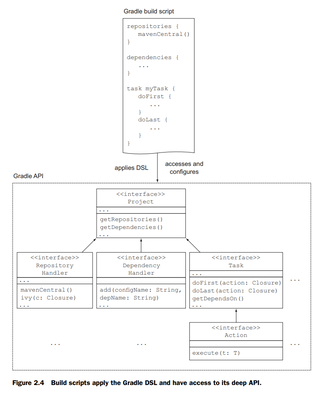 Gradle build script
repositories {
mavenCentral()
}
dependencies {
...
}
task myTask {
doFirst {
...
}
doLast {
...
}
}
applies DSL
accesses and
configures
Gradle API
<<interface>>
Project
...
getRepositories()
getDependencies()
...
<<interface>>
Repository
Handler
...
mavenCentral()
ivy(c: Closure)
...
<<interface>>
Dependency
Handler
...
add(configName: String,
depName: String)
...
<<interface>>
Task
...
doFirst(action: Closure)
doLast(action: Closure)
getDependsOn()
...
...
<<interface>>
Action
execute(t: T)
...
...
...
Figure 2.4 Build scripts apply the Gradle DSL and have access to its deep API.